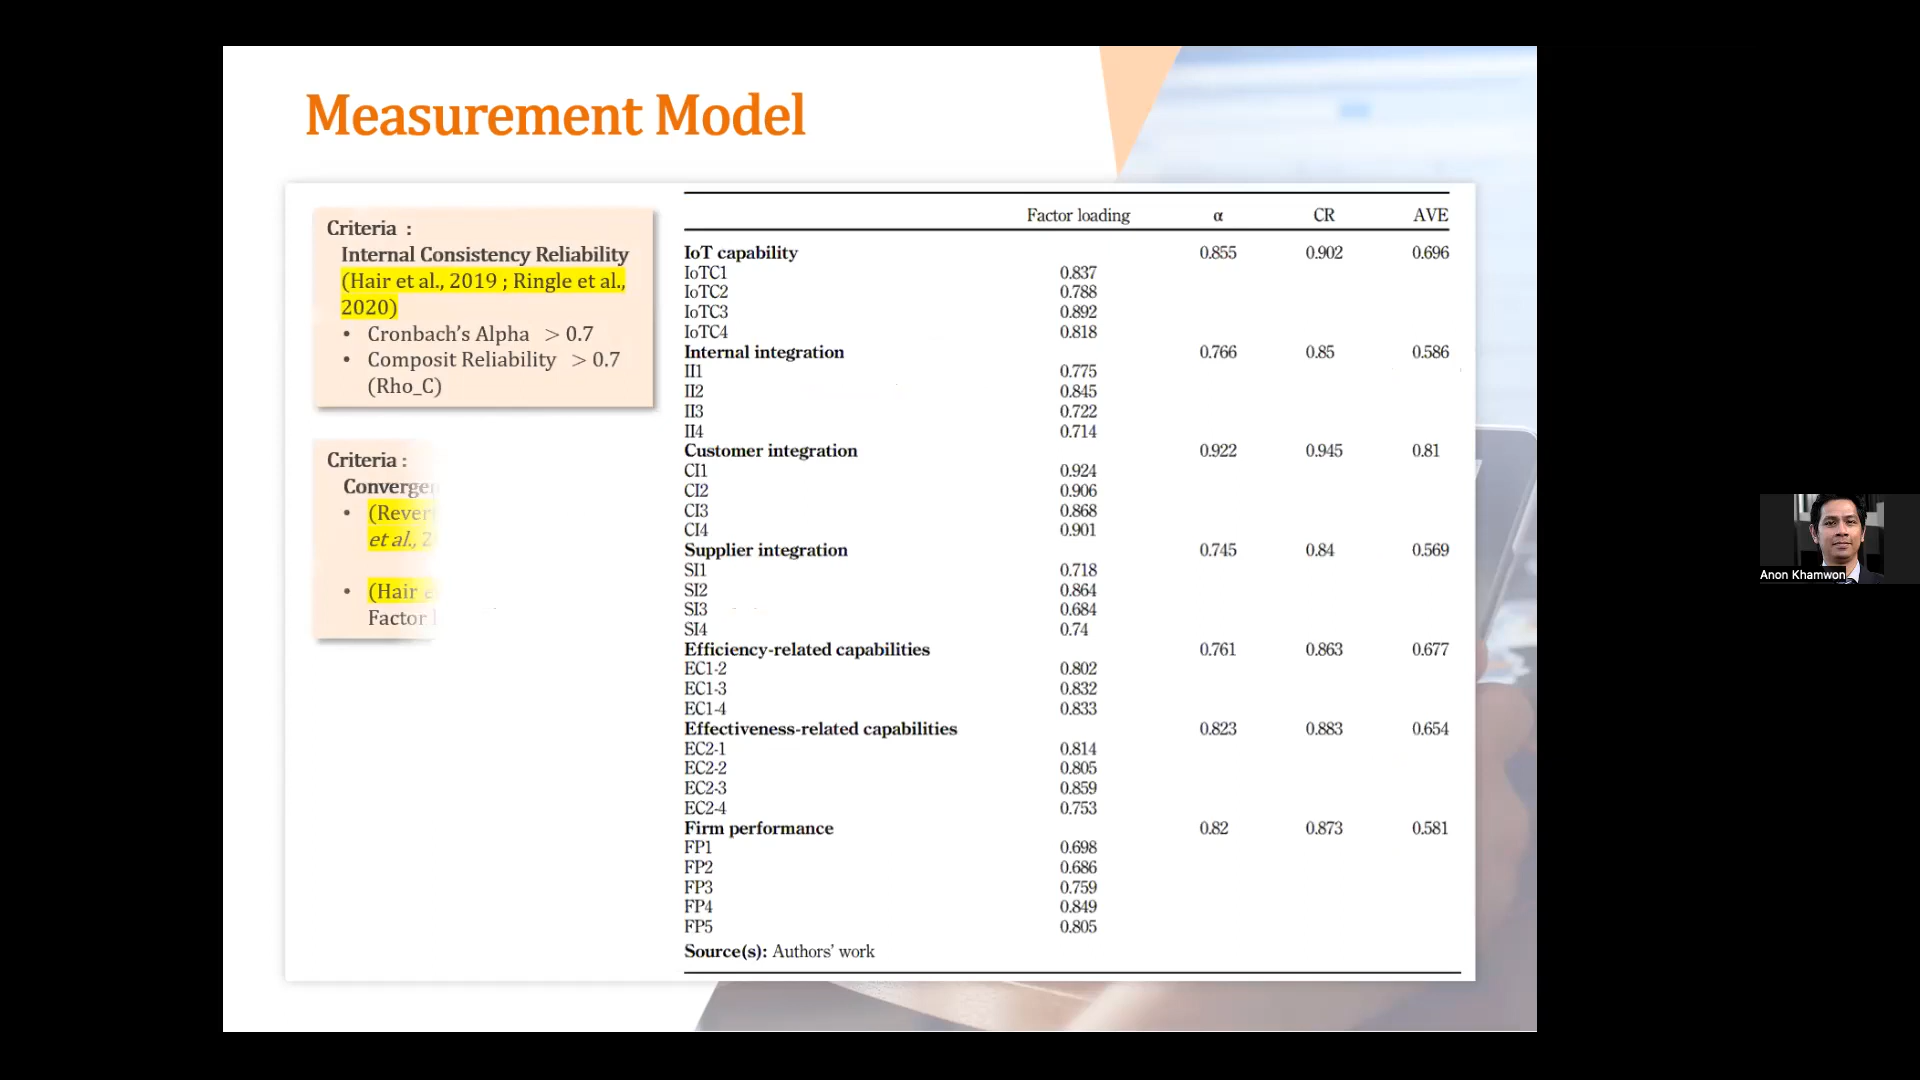 Measurement Model
Criteria :
Internal Consistency Reliability
(Hair et al., 2019 ; Ringle et al.,
2020)
• Cronbach's Alpha > 0.7
• Composit Reliability > 0.7
(Rho_C)
Criteria :
•
et al.,
• (Hair
Factor
Factor loading α CR AVE
IoT capability 0.855 0.902 0.696
IoTC1 0.837
IoTC2 0.788
IoTC3 0.892
IoTC4 0.818
Internal integration 0.766 0.85 0.586
II1 0.775
II2 0.845
II3 0.722
II4 0.714
Customer integration 0.922 0.945 0.81
CI1 0.924
CI2 0.906
CI3 0.868
CI4 0.901
Supplier integration 0.745 0.84 0.569
SI1 0.718
SI2 0.864
SI3 0.684
SI4 0.74
Efficiency-related capabilities 0.761 0.863 0.677
EC1-2 0.802
EC1-3 0.832
EC1-4 0.833
Effectiveness-related capabilities 0.823 0.883 0.654
EC2-1 0.814
EC2-2 0.805
EC2-3 0.859
EC2-4 0.753
Firm performance 0.82 0.873 0.581
FP1 0.698
FP2 0.686
FP3 0.759
FP4 0.849
FP5 0.805
Source(s): Authors' work
Anon Khamwon